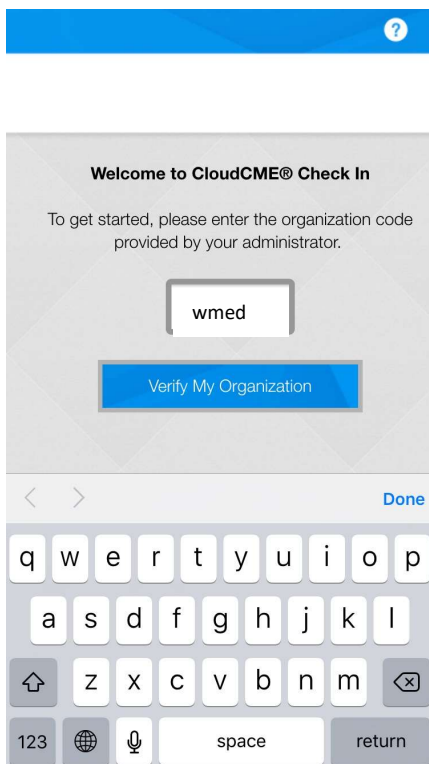 ?
Welcome to CloudCME® Check In
To get started, please enter the organization code
provided by your administrator.
wmed
Verify My Organization
Done
q w e r t y u i o p
a s d f g h j k l
z x c v b n m
123 space return